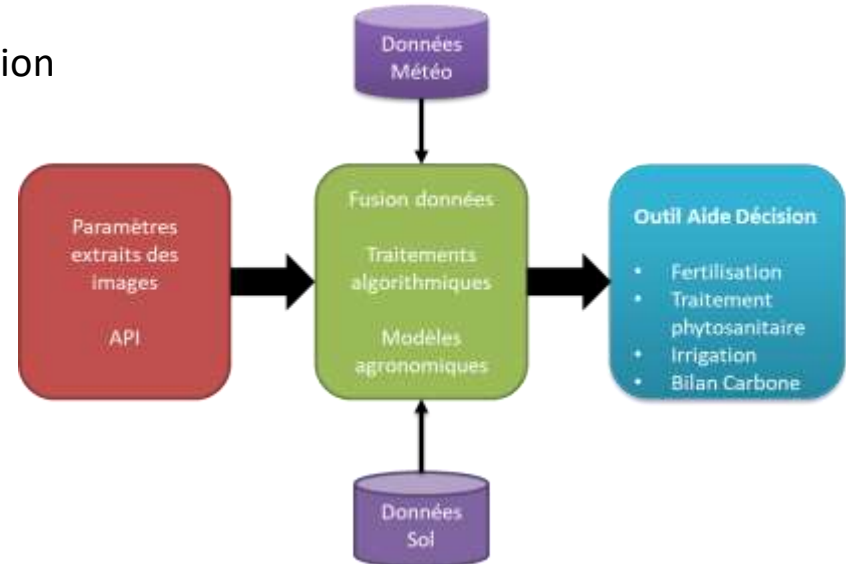 ion
Données
Météo
Paramètres
extraits des
images
API
Fusion données
Traitements
algorithmiques
Modèles
agronomiques
Outil Aide Décision
• Fertilisation
• Traitement
phytosanitaire
• Irrigation
• Bilan Carbone
Données
Sol